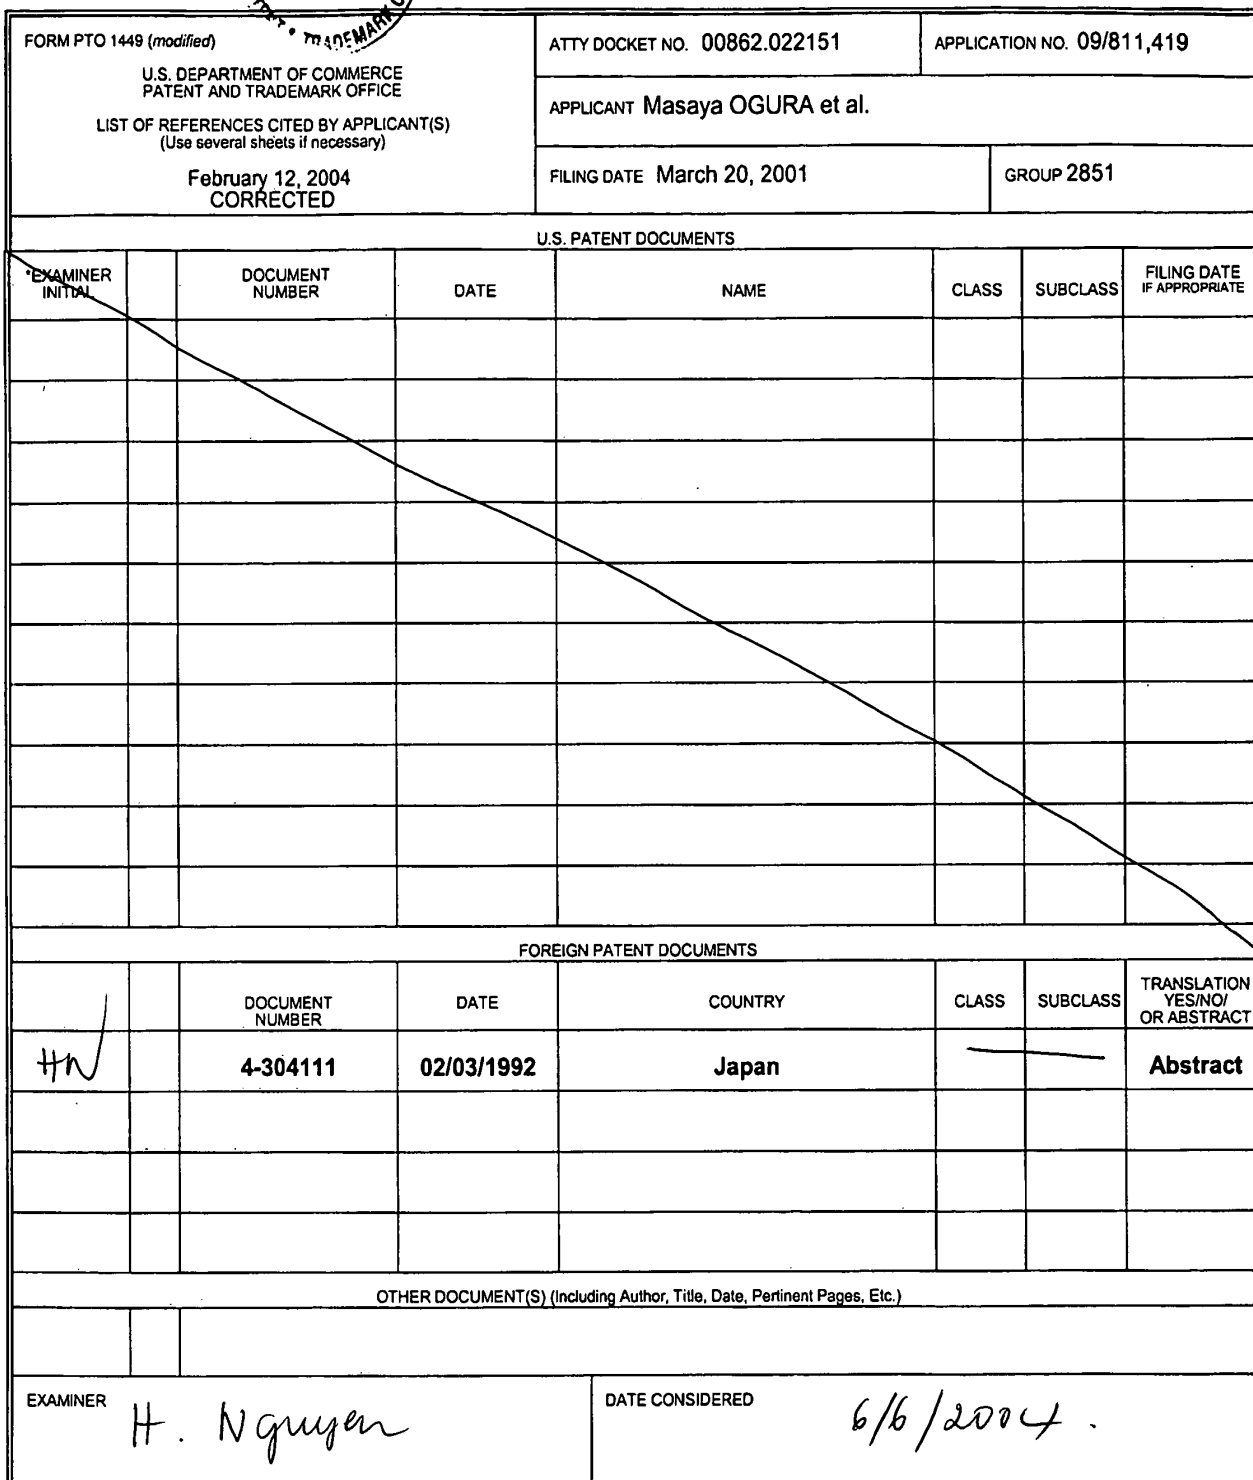 TRADEMARK
FORM PTO 1449 (modified)
U.S. DEPARTMENT OF COMMERCE
PATENT AND TRADEMARK OFFICE
LIST OF REFERENCES CITED BY APPLICANT(S)
(Use several sheets if necessary)
February 12, 2004
CORRECTED
ATTY DOCKET NO. 00862.022151
APPLICATION NO. 09/811,419
APPLICANT Masaya OGURA et al.
FILING DATE March 20, 2001
GROUP 2851
U.S. PATENT DOCUMENTS
*EXAMINER INITIAL
DOCUMENT NUMBER
DATE
NAME
CLASS
SUBCLASS
FILING DATE IF APPROPRIATE
FOREIGN PATENT DOCUMENTS
DOCUMENT NUMBER
DATE
COUNTRY
CLASS
SUBCLASS
TRANSLATION YES/NO/ OR ABSTRACT
HN
4-304111
02/03/1992
Japan
Abstract
OTHER DOCUMENT(S) (Including Author, Title, Date, Pertinent Pages, Etc.)
EXAMINER H. Nguyen
DATE CONSIDERED 6/6/2004.